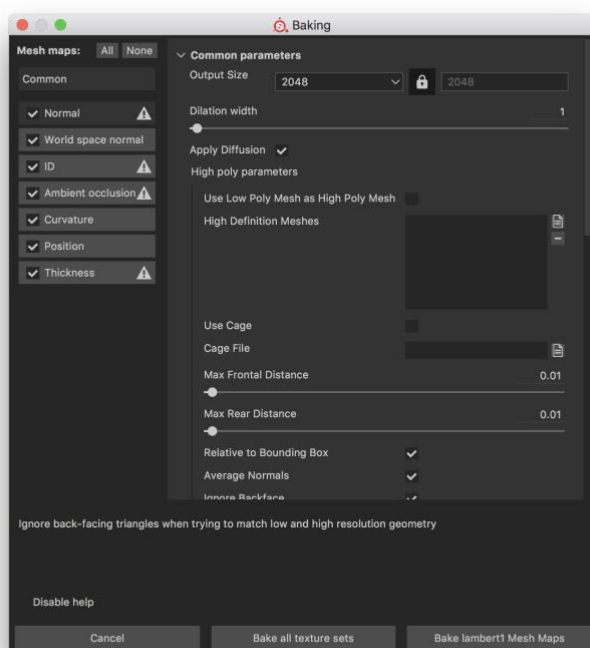 Baking
Mesh maps: All None
Common
Normal
World space normal
ID
Ambient occlusion
Curvature
Position
Thickness
Common parameters
Output Size 2048 2048
Dilation width 1
Apply Diffusion
High poly parameters
Use Low Poly Mesh as High Poly Mesh
High Definition Meshes
Use Cage
Cage File
Max Frontal Distance 0.01
Max Rear Distance 0.01
Relative to Bounding Box
Average Normals
Ignore Backface
Ignore back-facing triangles when trying to match low and high resolution geometry
Disable help
Cancel Bake all texture sets Bake lambert1 Mesh Maps